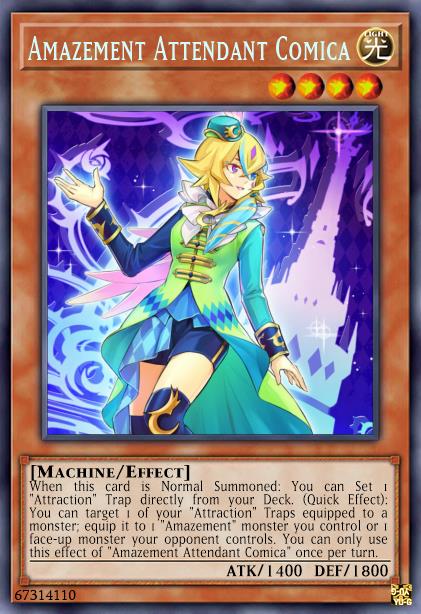 Amazement Attendant Comica
LIGHT
光
[Machine/Effect]
When this card is Normal Summoned: You can Set 1
"Attraction" Trap directly from your Deck. (Quick Effect):
You can target 1 of your "Attraction" Traps equipped to a
monster; equip it to 1 "Amazement" monster you control or 1
face-up monster your opponent controls. You can only use
this effect of "Amazement Attendant Comica" once per turn.
ATK/1400 DEF/1800
67314110